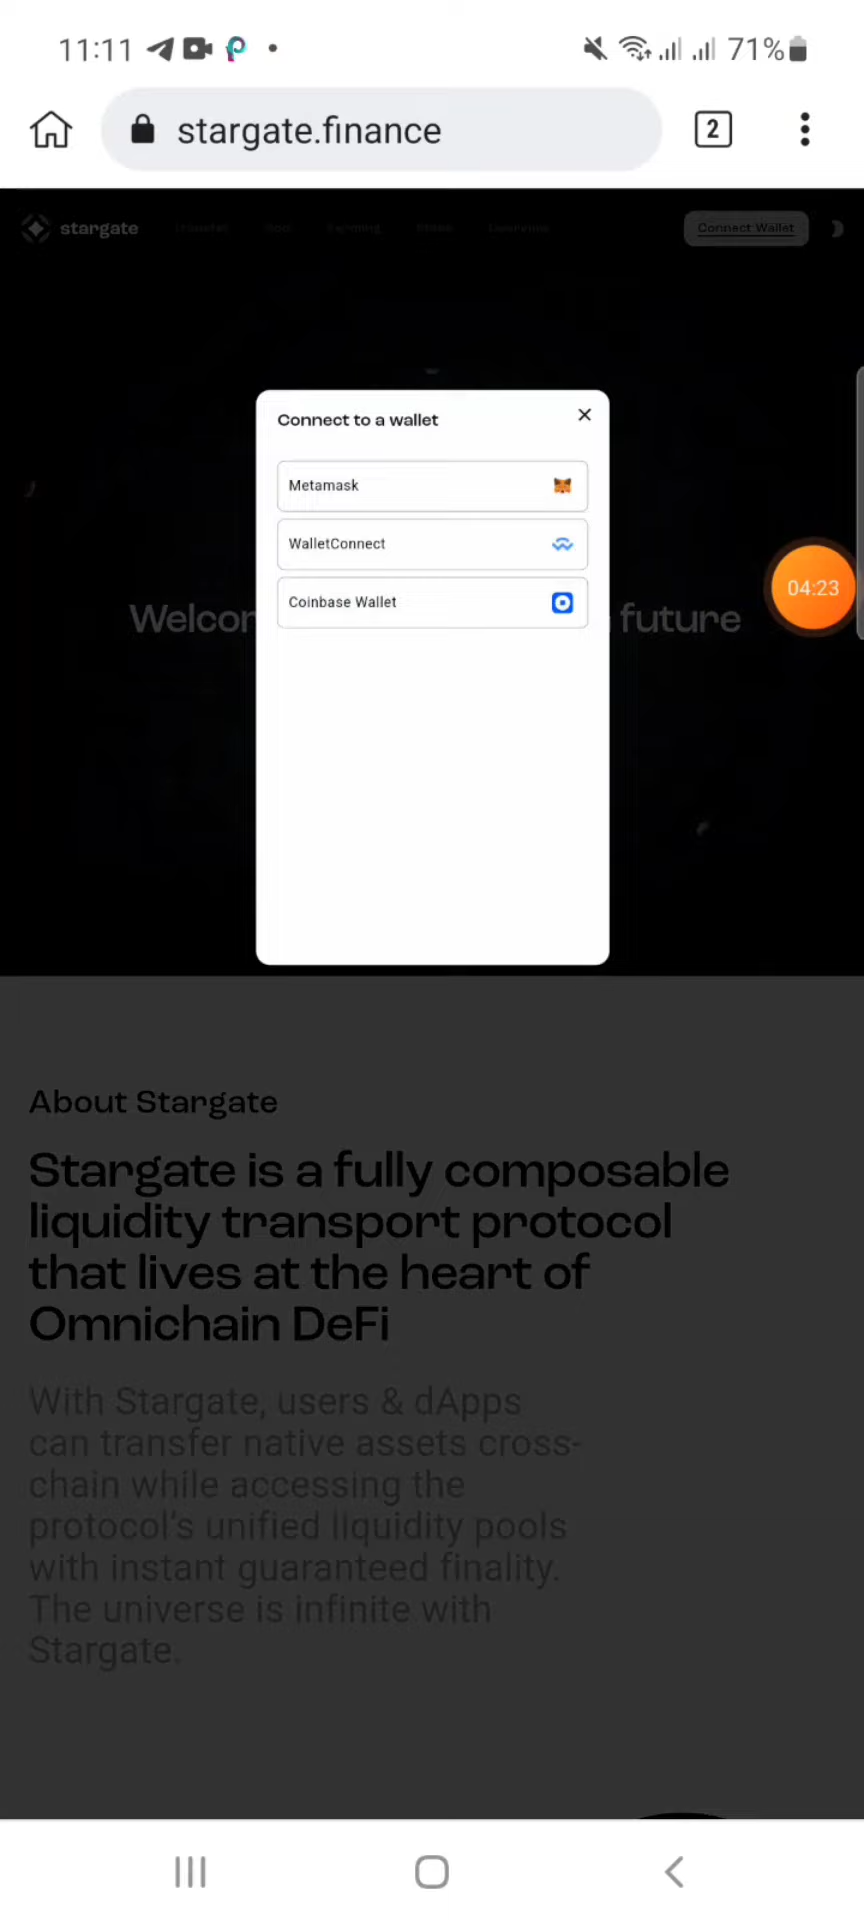 11:11
71%
stargate.finance
2
stargate
Connect Wallet
Connect to a wallet
Metamask
WalletConnect
Coinbase Wallet
future
04:23
About Stargate
Stargate is a fully composable
liquidity transport protocol
that lives at the heart of
Omnichain DeFi
With Stargate, users & dApps
can transfer native assets cross-
chain while accessing the
protocol's unified liquidity pools
with instant guaranteed finality.
The universe is infinite with
Stargate.